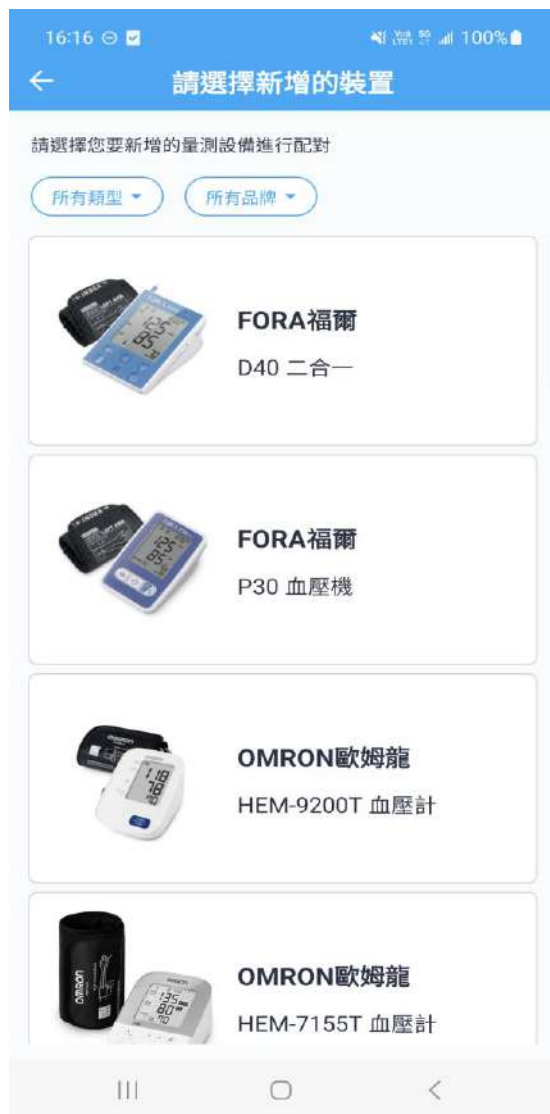 16:16
100%
請選擇新增的裝置
請選擇您要新增的量測設備進行配對
所有類型
所有品牌
FORA福爾
D40 二合一
FORA福爾
P30 血壓機
OMRON歐姆龍
HEM-9200T 血壓計
OMRON
OMRON歐姆龍
HEM-7155T 血壓計